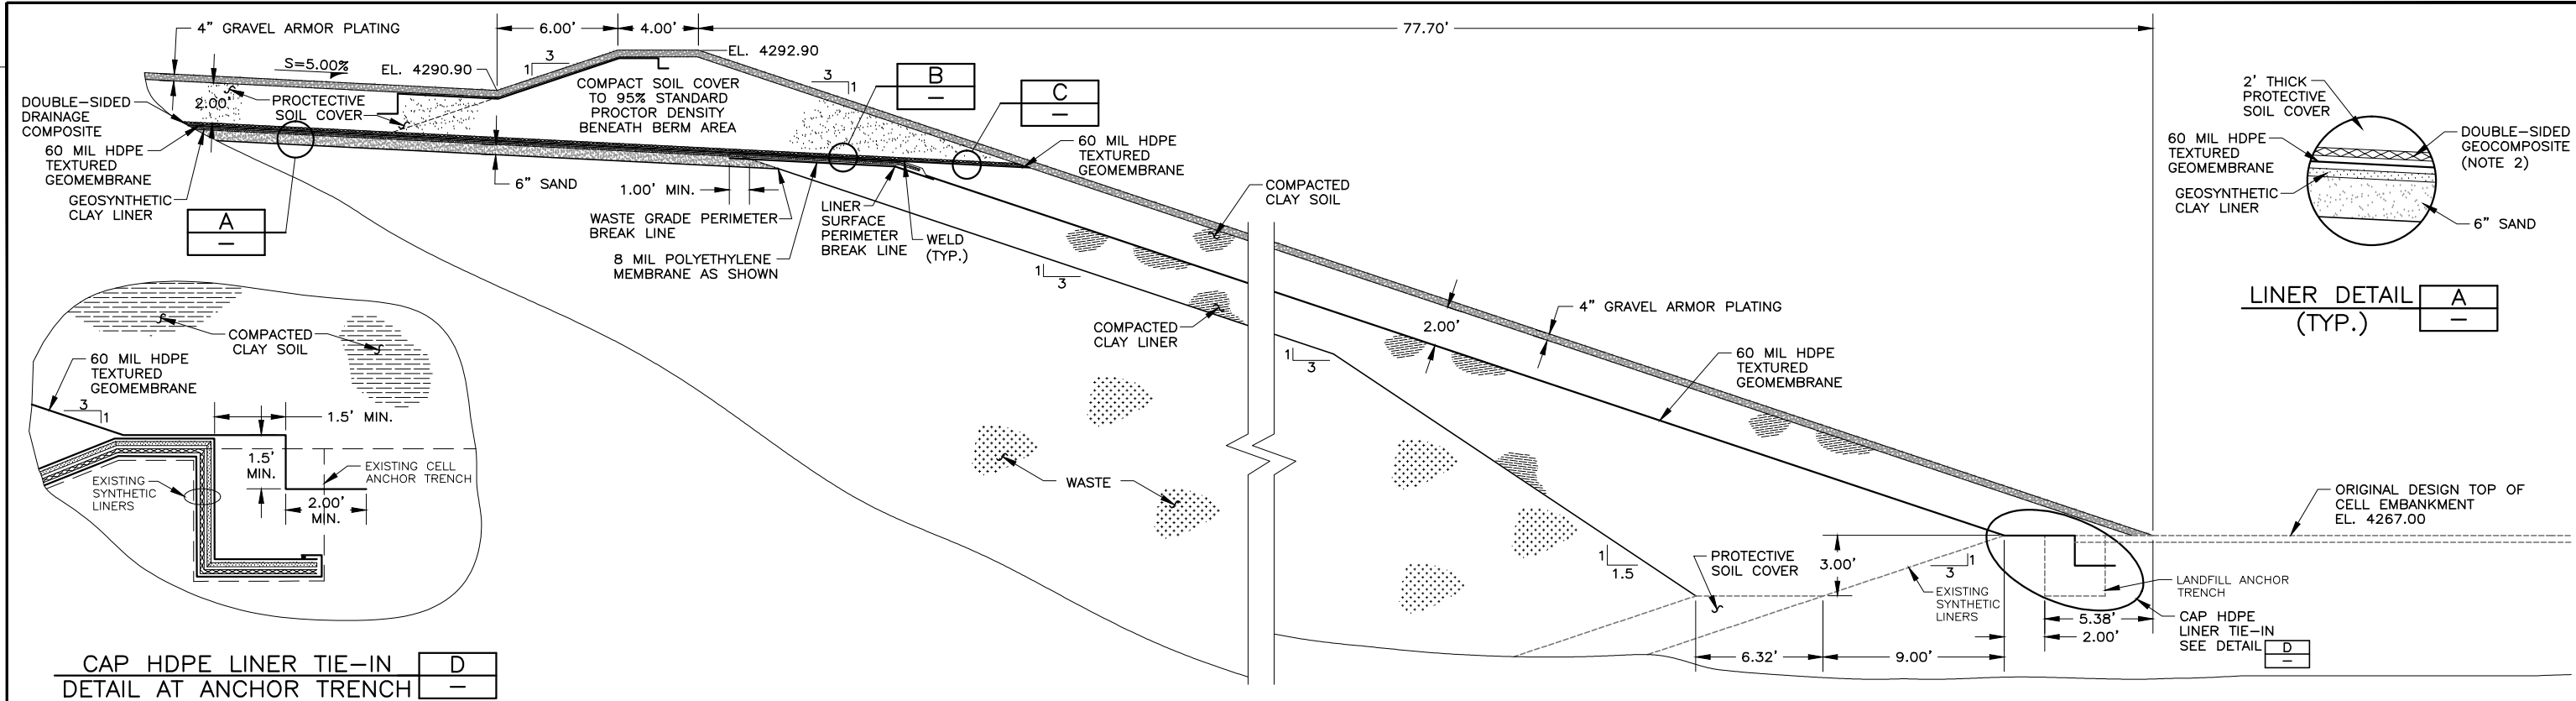 4" GRAVEL ARMOR PLATING
6.00'
4.00'
77.70'
S=5.00%
EL. 4290.90
3
1
EL. 4292.90
3
1
DOUBLE-SIDED
DRAINAGE
COMPOSITE
2.00'
PROCTECTIVE
SOIL COVER
COMPACT SOIL COVER
TO 95% STANDARD
PROCTOR DENSITY
BENEATH BERM AREA
B
-
C
-
60 MIL HDPE
TEXTURED
GEOMEMBRANE
GEOSYNTHETIC
CLAY LINER
A
-
6" SAND
1.00' MIN.
WASTE GRADE PERIMETER
BREAK LINE
8 MIL POLYETHYLENE
MEMBRANE AS SHOWN
LINER
SURFACE
PERIMETER
BREAK LINE
WELD
(TYP.)
60 MIL HDPE
TEXTURED
GEOMEMBRANE
COMPACTED
CLAY SOIL
1
3
COMPACTED
CLAY LINER
1
3
2.00'
4" GRAVEL ARMOR PLATING
60 MIL HDPE
TEXTURED
GEOMEMBRANE
WASTE
1
1.5
PROTECTIVE
SOIL COVER
3.00'
3
1
EXISTING
SYNTHETIC
LINERS
6.32'
9.00'
5.38'
2.00'
LANDFILL ANCHOR
TRENCH
CAP HDPE
LINER TIE-IN
SEE DETAIL
D
-
ORIGINAL DESIGN TOP OF
CELL EMBANKMENT
EL. 4267.00
2' THICK
PROTECTIVE
SOIL COVER
60 MIL HDPE
TEXTURED
GEOMEMBRANE
GEOSYNTHETIC
CLAY LINER
DOUBLE-SIDED
GEOCOMPOSITE
(NOTE 2)
6" SAND
LINER DETAIL
(TYP.)
A
-
COMPACTED
CLAY SOIL
60 MIL HDPE
TEXTURED
GEOMEMBRANE
3
1
1.5' MIN.
1.5'
MIN.
EXISTING CELL
ANCHOR TRENCH
EXISTING
SYNTHETIC
LINERS
2.00'
MIN.
CAP HDPE LINER TIE-IN
DETAIL AT ANCHOR TRENCH
D
-